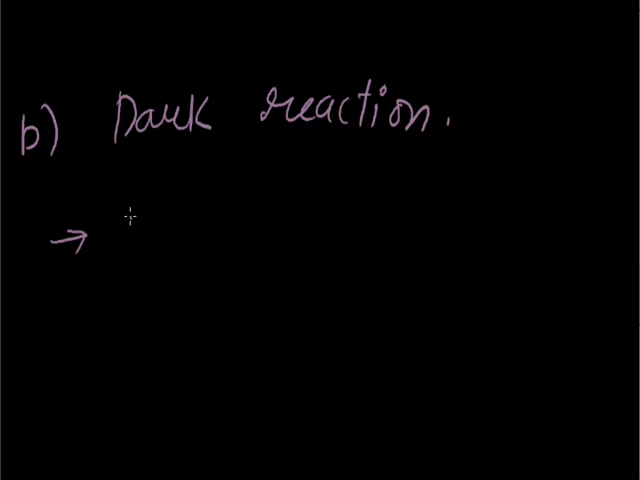 b) Dark reaction.
→